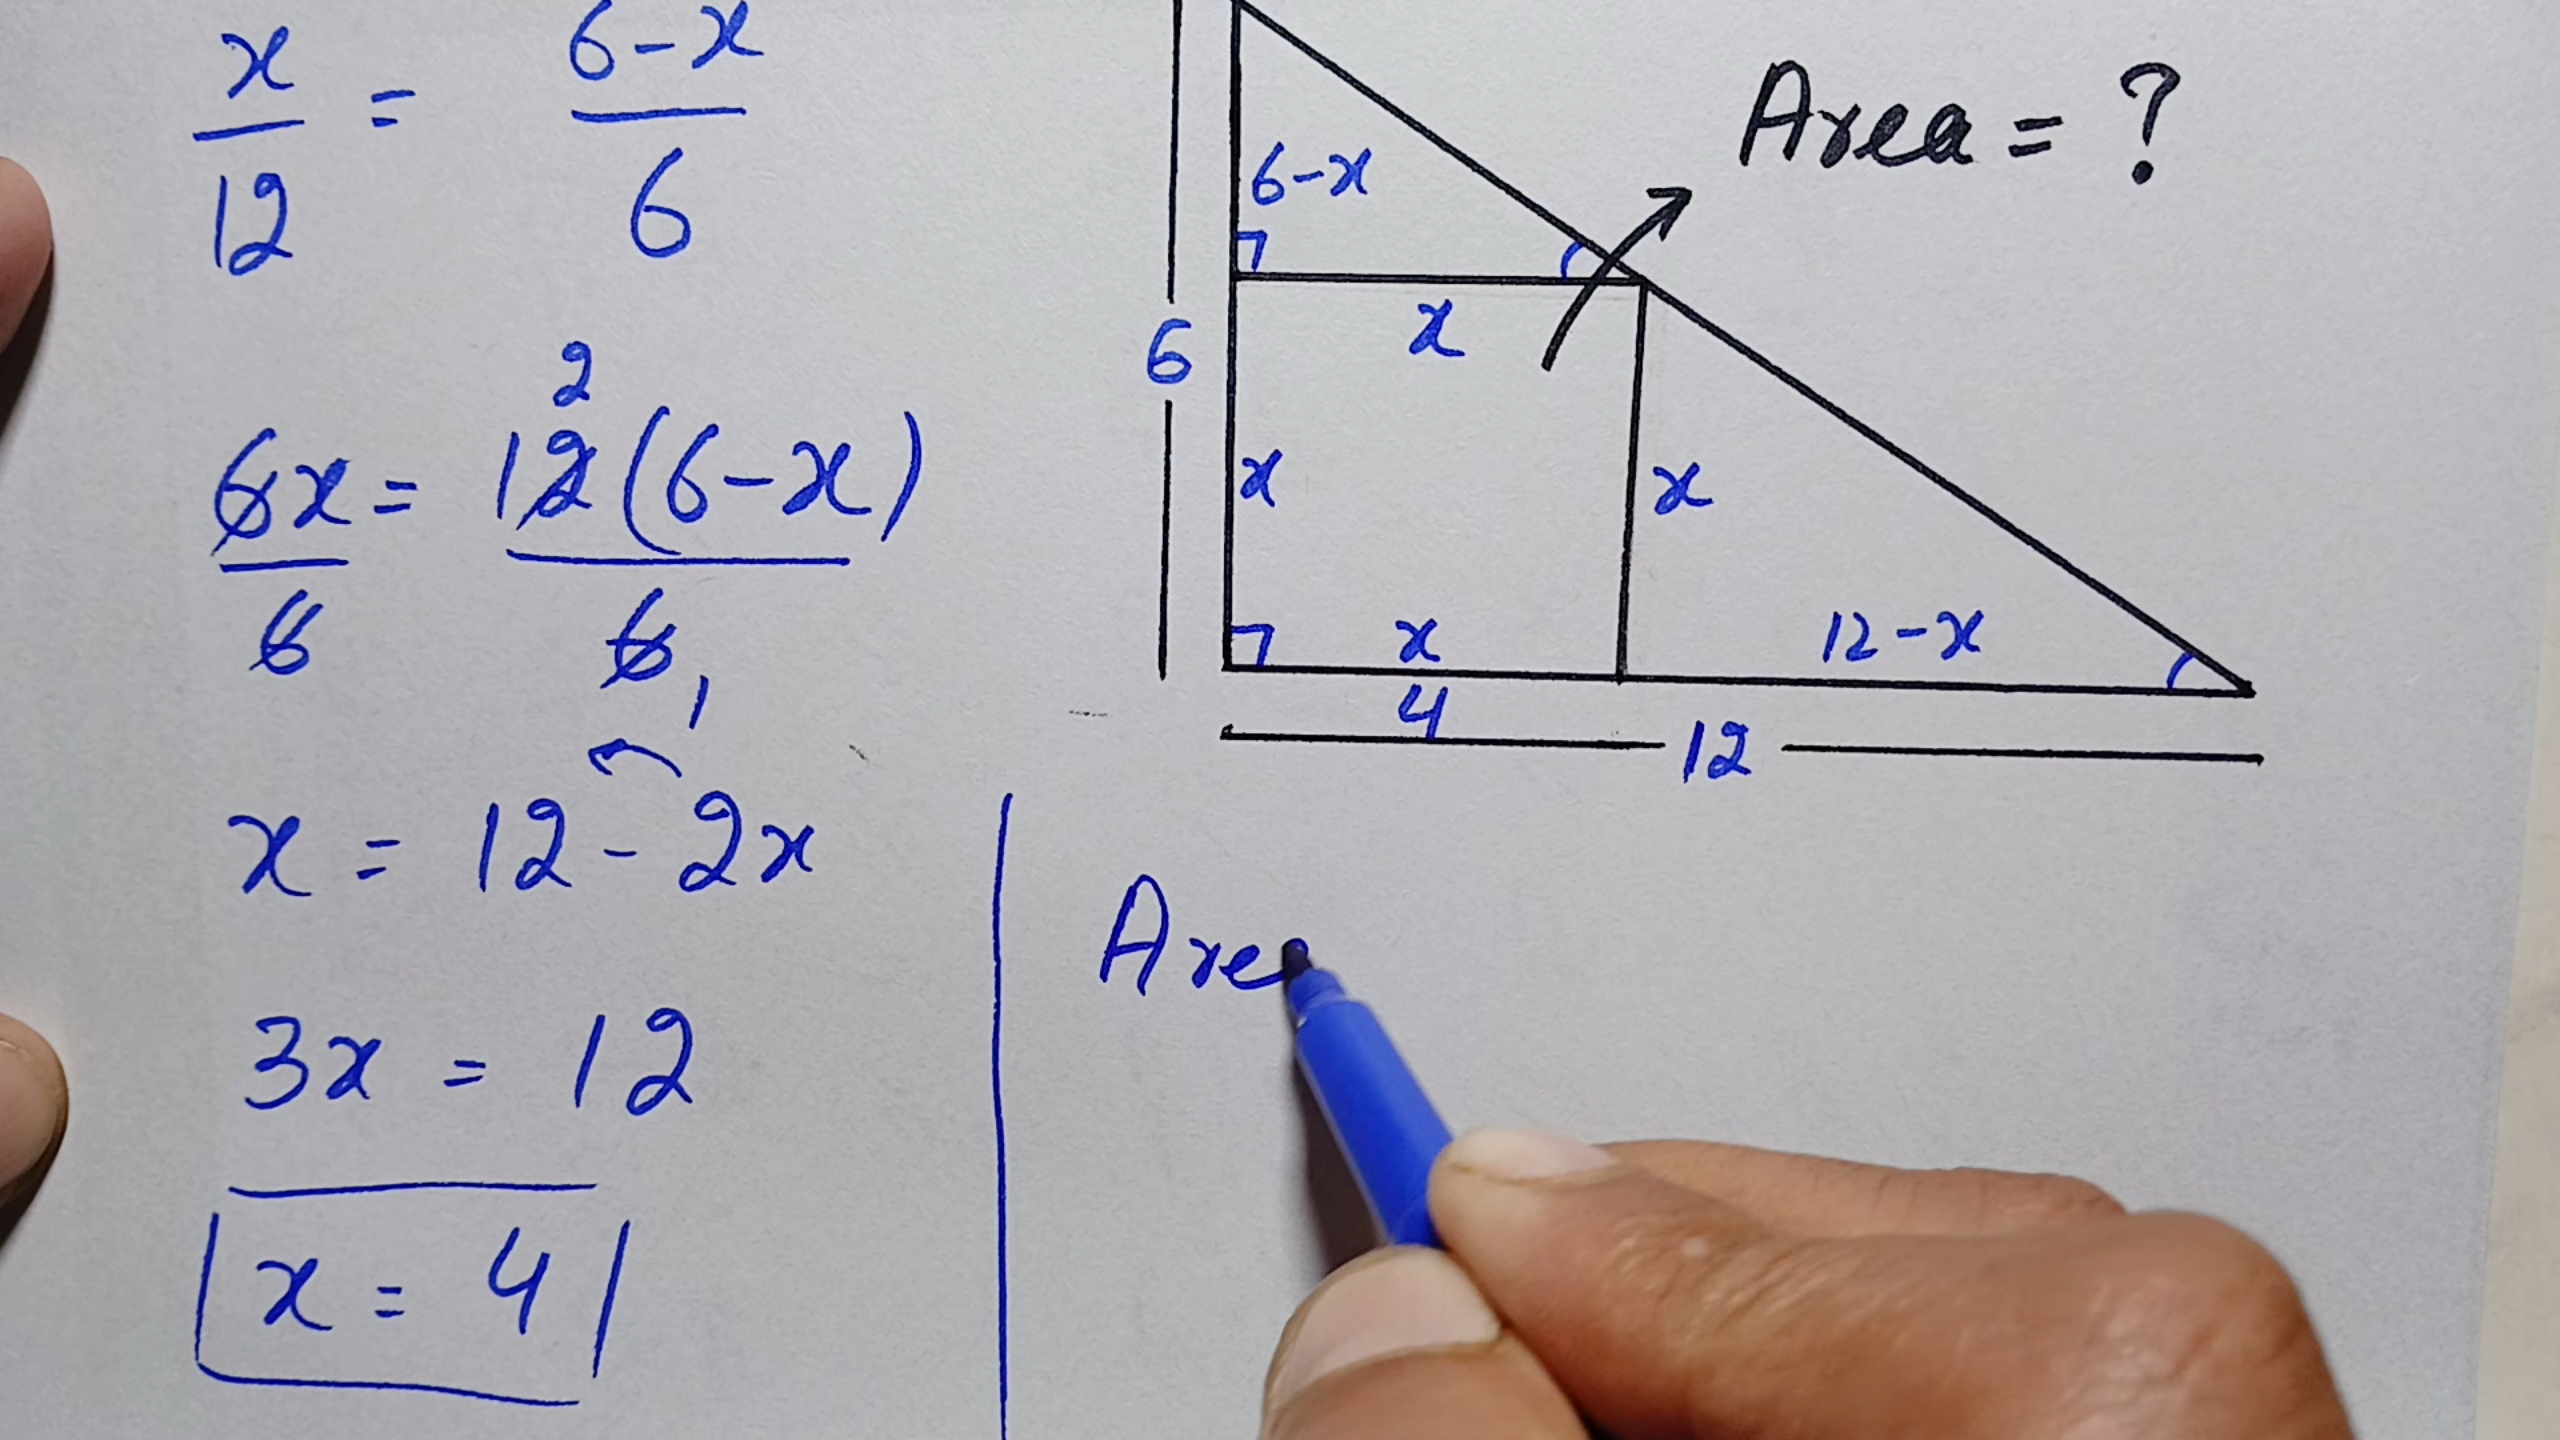 x/12 = 6-x/6
6x/6 = 12(6-x)/6
2
1
x = 12 - 2x
3x = 12
x = 4
Area = ?
6-x
x
6
x
x
x
12-x
4
12
Area